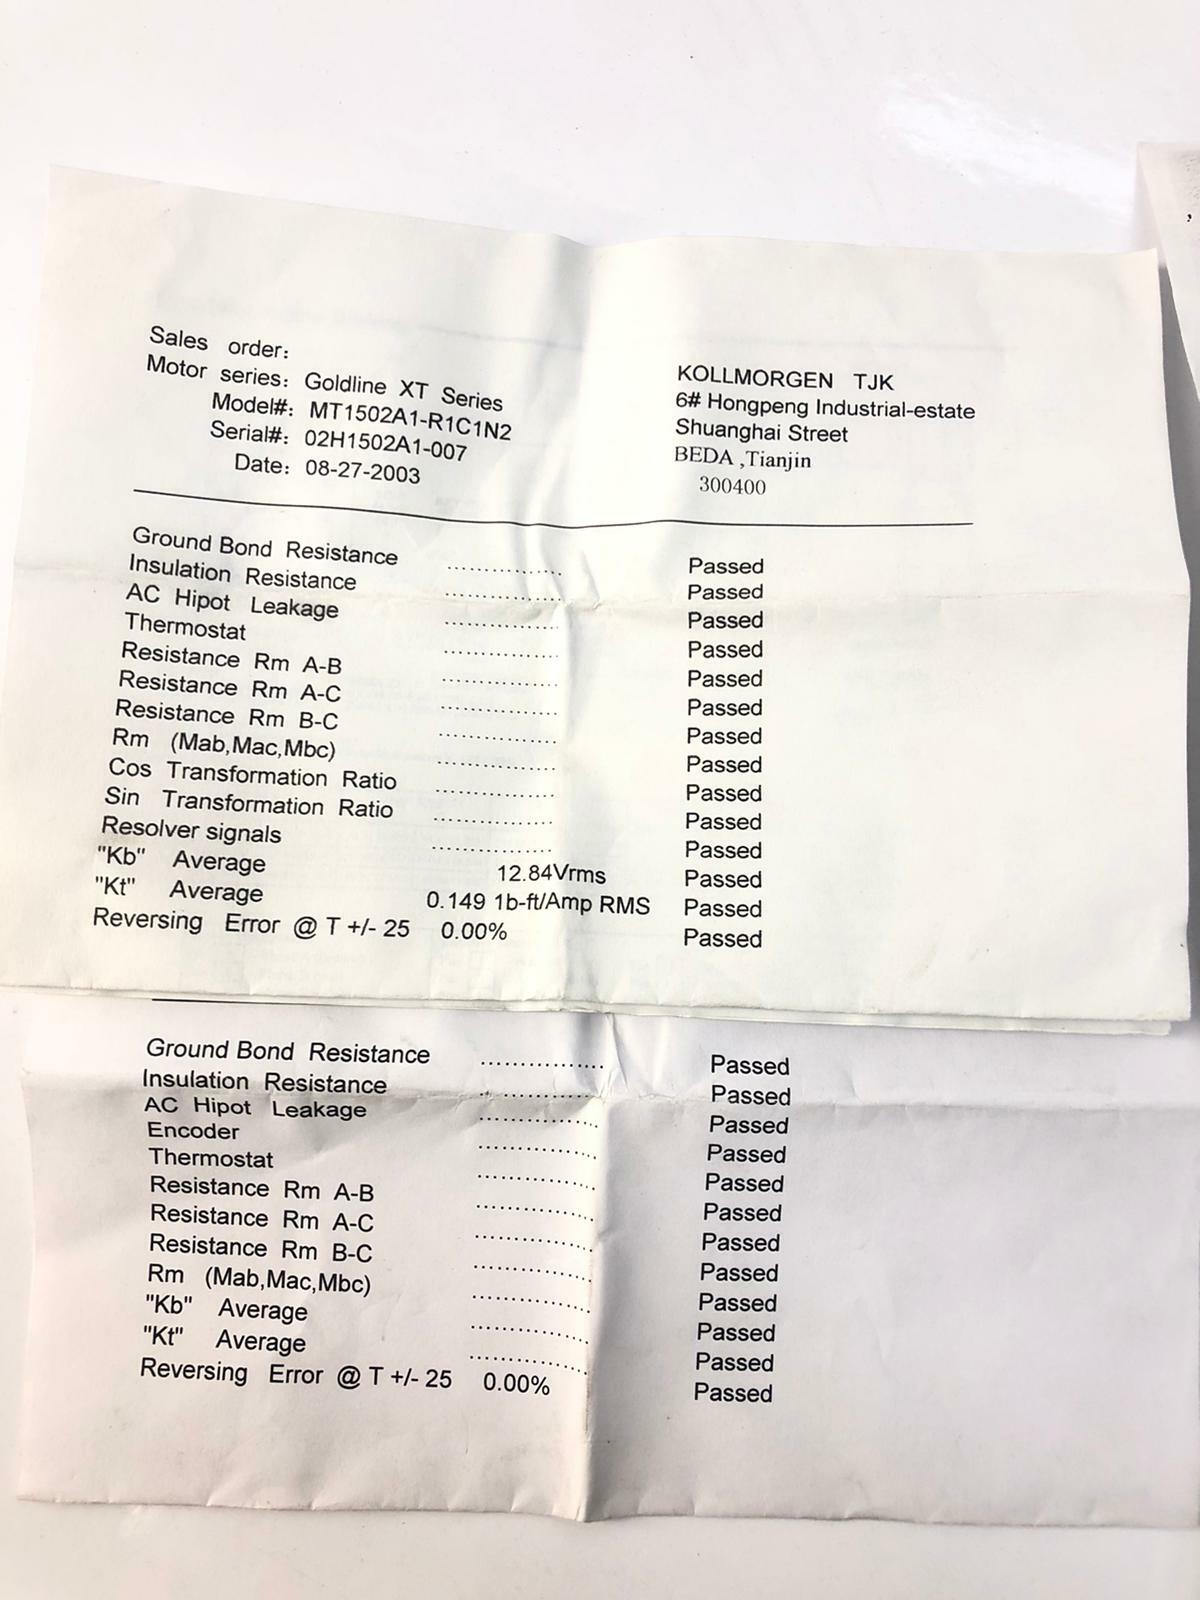 Sales order:
Motor series: Goldline XT Series
Model#: MT1502A1-R1C1N2
Serial#: 02H1502A1-007
Date: 08-27-2003
KOLLMORGEN TJK
6# Hongpeng Industrial-estate
Shuanghai Street
BEDA ,Tianjin
300400
Ground Bond Resistance .............. Passed
Insulation Resistance .............. Passed
AC Hipot Leakage .............. Passed
Thermostat .............. Passed
Resistance Rm A-B .............. Passed
Resistance Rm A-C .............. Passed
Resistance Rm B-C .............. Passed
Rm (Mab,Mac,Mbc) .............. Passed
Cos Transformation Ratio .............. Passed
Sin Transformation Ratio .............. Passed
Resolver signals .............. Passed
"Kb" Average 12.84Vrms Passed
"Kt" Average 0.149 1b-ft/Amp RMS Passed
Reversing Error @ T +/- 25 0.00% Passed
Ground Bond Resistance .............. Passed
Insulation Resistance .............. Passed
AC Hipot Leakage .............. Passed
Encoder .............. Passed
Thermostat .............. Passed
Resistance Rm A-B .............. Passed
Resistance Rm A-C .............. Passed
Resistance Rm B-C .............. Passed
Rm (Mab,Mac,Mbc) .............. Passed
"Kb" Average .............. Passed
"Kt" Average .............. Passed
Reversing Error @ T +/- 25 0.00% Passed